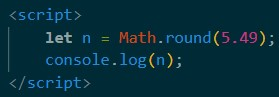 <script>
    let n = Math.round(5.49);
    console.log(n);
</script>